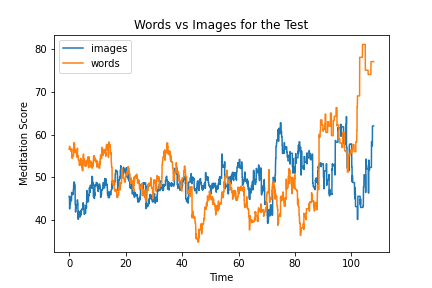 Words vs Images for the Test
images
words
Meditation Score
80
70
60
50
40
0 20 40 60 80 100
Time